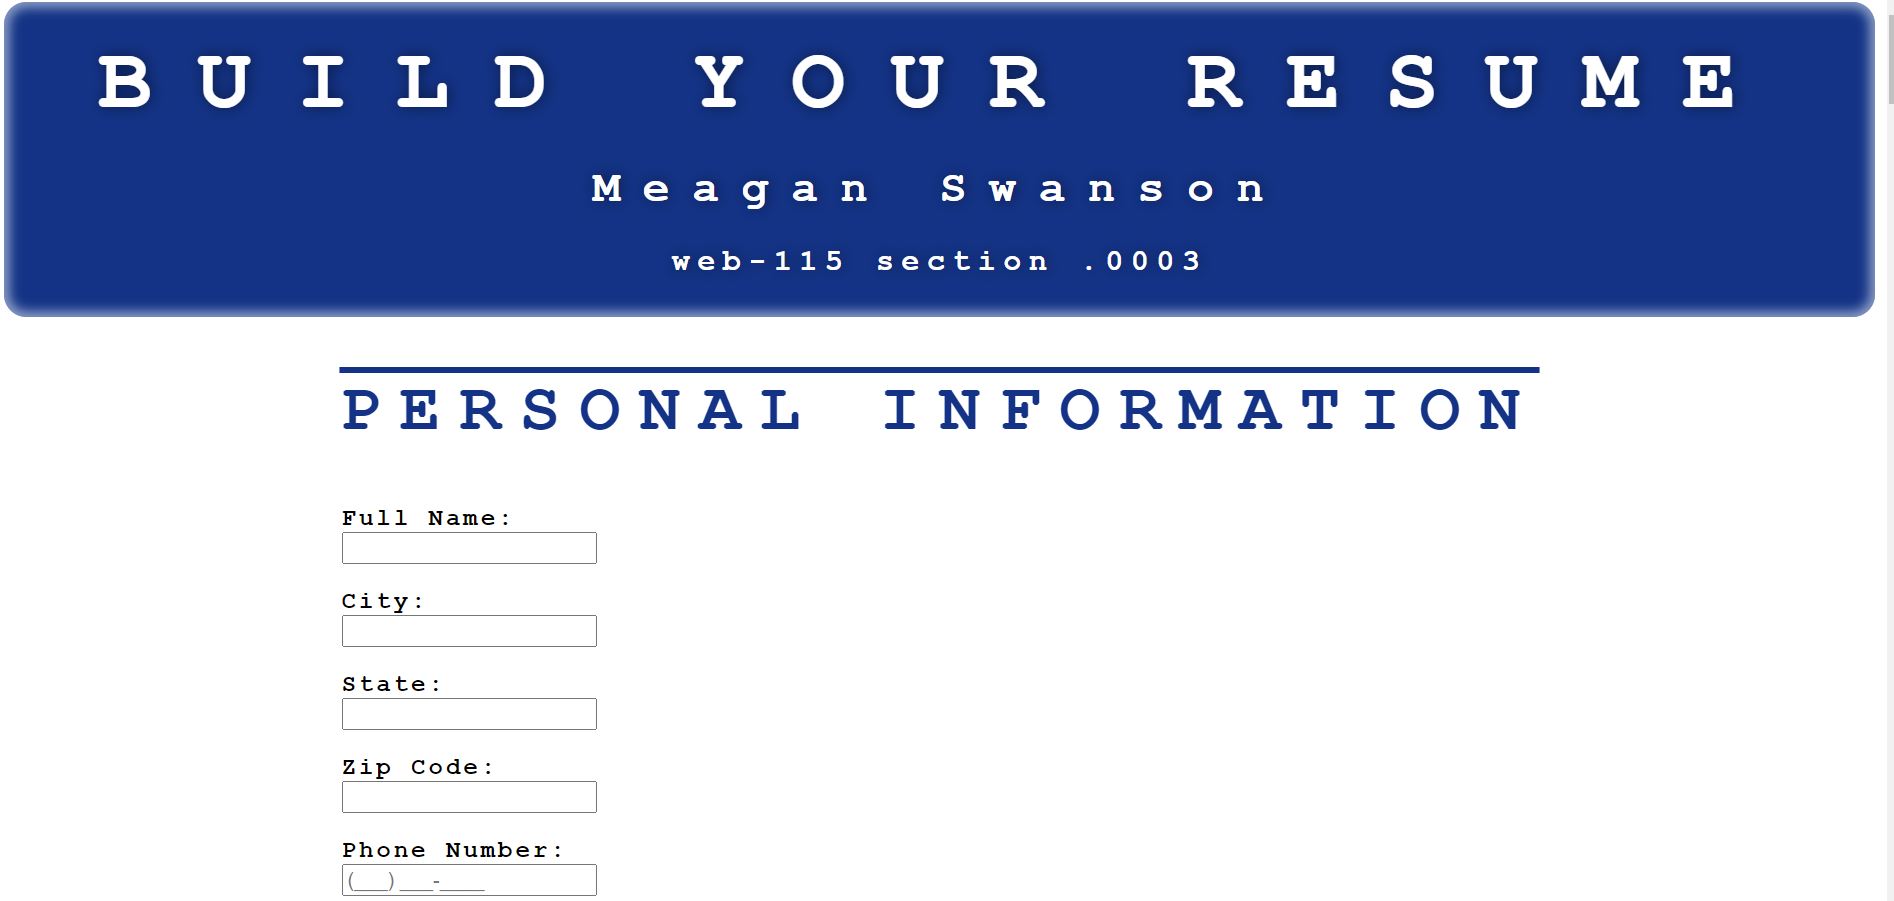 BUILD YOUR RESUME
Meagan Swanson
web-115 section .0003
PERSONAL INFORMATION
Full Name:
City:
State:
Zip Code:
Phone Number:
(___) ___-____